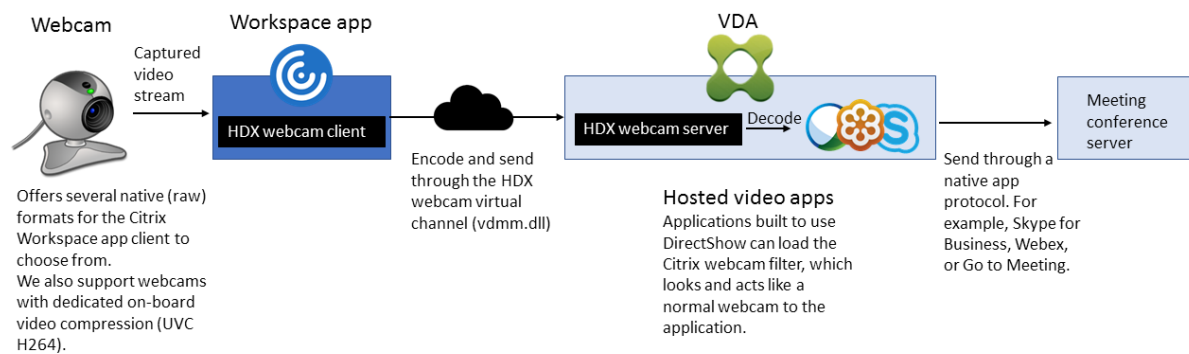 Webcam
Captured
video
stream
Offers several native (raw)
formats for the Citrix
Workspace app client to
choose from.
We also support webcams
with dedicated on-board
video compression (UVC
H264).
Workspace app
HDX webcam client
Encode and send
through the HDX
webcam virtual
channel (vdmm.dll)
VDA
HDX webcam server
Decode
Hosted video apps
Applications built to use
DirectShow can load the
Citrix webcam filter, which
looks and acts like a
normal webcam to the
application.
Send through a
native app
protocol. For
example, Skype for
Business, Webex,
or Go to Meeting.
Meeting
conference
server